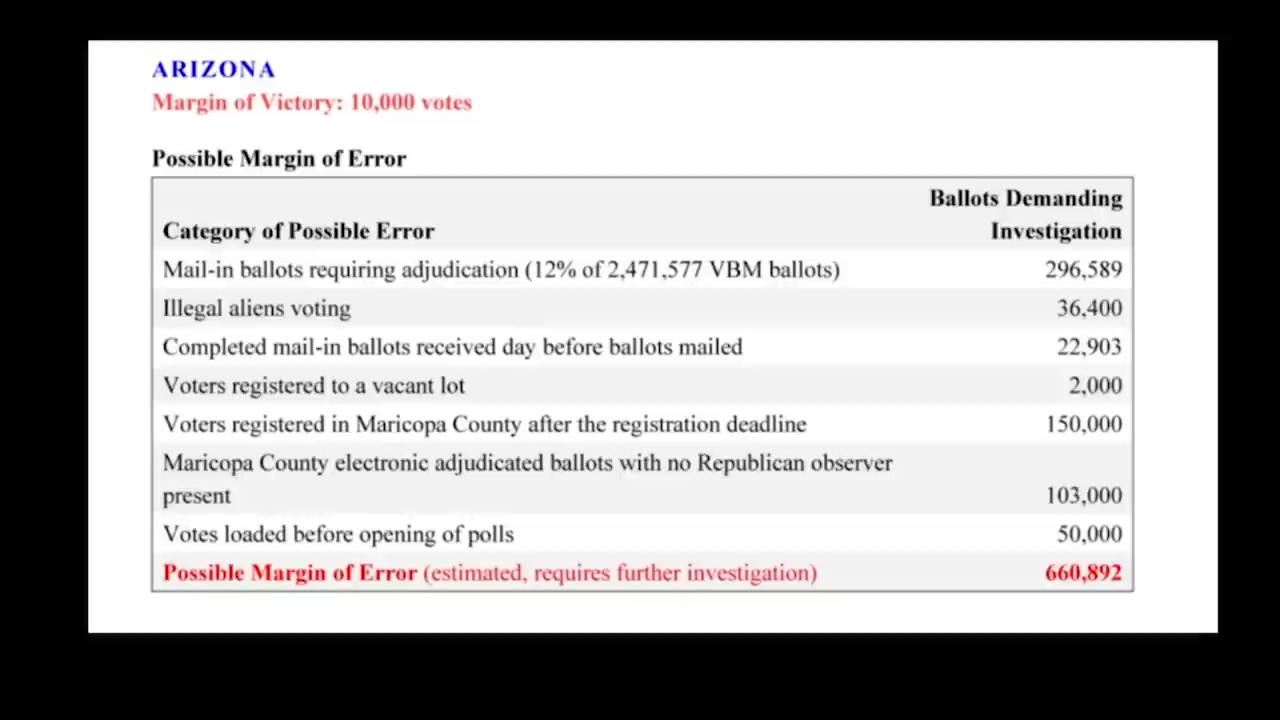 ARIZONA
Margin of Victory: 10,000 votes
Possible Margin of Error
Ballots Demanding
Category of Possible Error Investigation
Mail-in ballots requiring adjudication (12% of 2,471,577 VBM ballots) 296,589
Illegal aliens voting 36,400
Completed mail-in ballots received day before ballots mailed 22,903
Voters registered to a vacant lot 2,000
Voters registered in Maricopa County after the registration deadline 150,000
Maricopa County electronic adjudicated ballots with no Republican observer
present 103,000
Votes loaded before opening of polls 50,000
Possible Margin of Error (estimated, requires further investigation) 660,892